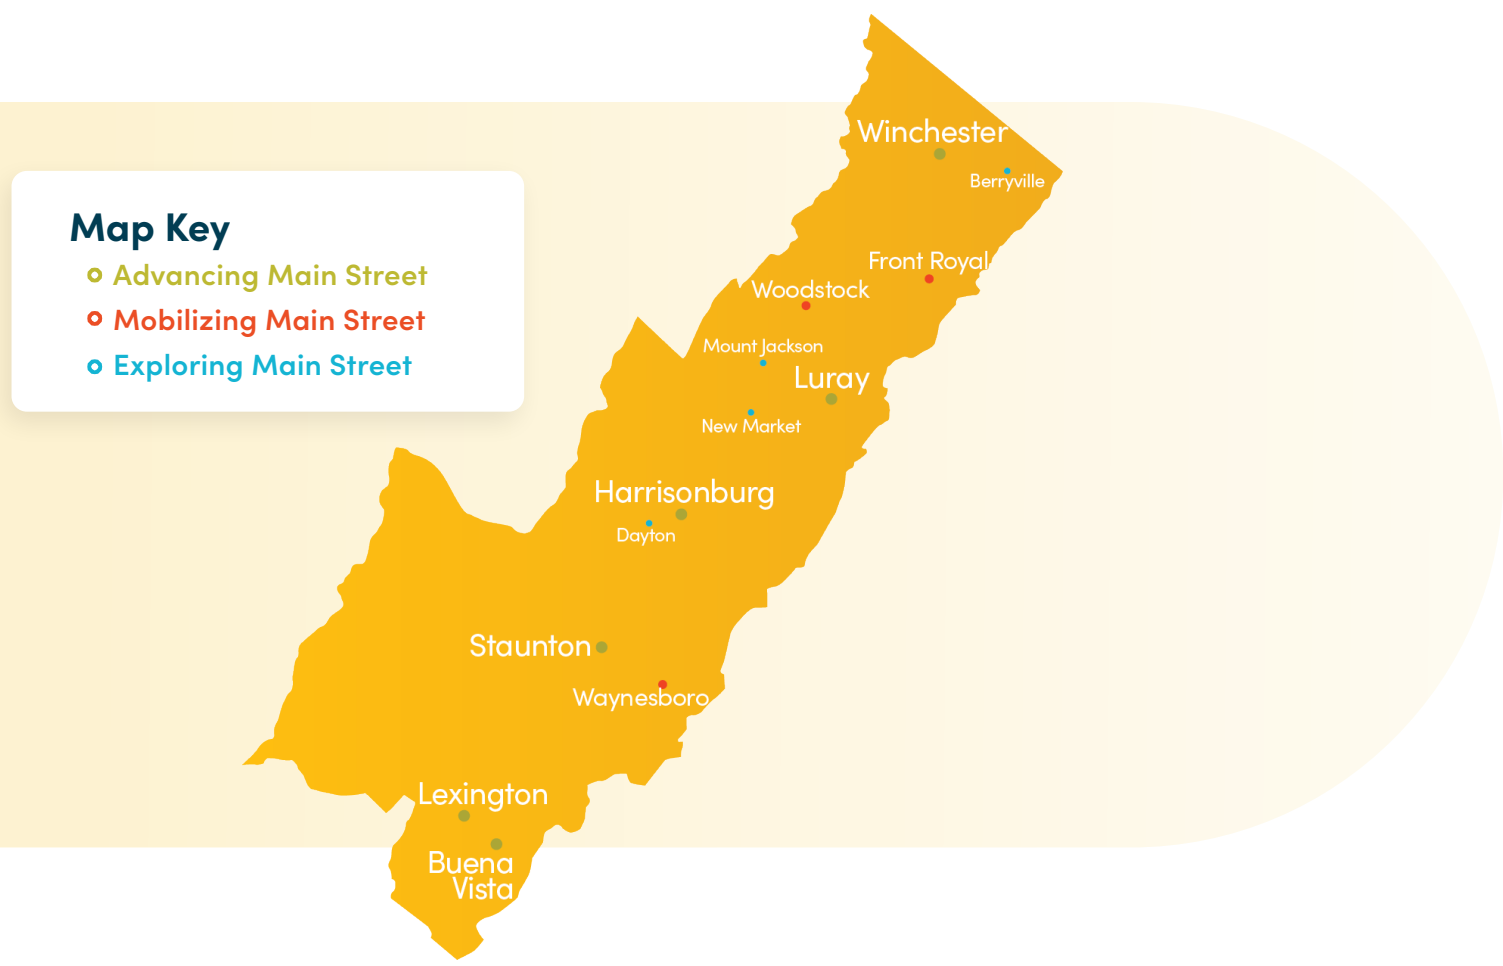 Map Key
Advancing Main Street
Mobilizing Main Street
Exploring Main Street
Winchester
Berryville
Front Royal
Woodstock
Mount Jackson
Luray
New Market
Harrisonburg
Dayton
Staunton
Waynesboro
Lexington
Buena
Vista